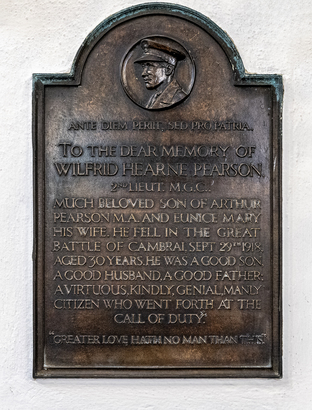 ANTE DIEM PERIIT, SED PRO PATRIA.
TO THE DEAR MEMORY OF
WILFRID HEARNE PEARSON,
2ND LIEUT. M.G.C.
MUCH BELOVED SON OF ARTHUR
PEARSON M.A. AND EUNICE MARY
HIS WIFE. HE FELL IN THE GREAT
BATTLE OF CAMBRAI, SEPT 29TH 1918,
AGED 30 YEARS. HE WAS A GOOD SON,
A GOOD HUSBAND, A GOOD FATHER:
A VIRTUOUS, KINDLY, GENIAL, MANLY
CITIZEN WHO WENT FORTH AT THE
CALL OF DUTY.
"GREATER LOVE HATH NO MAN THAN THIS"